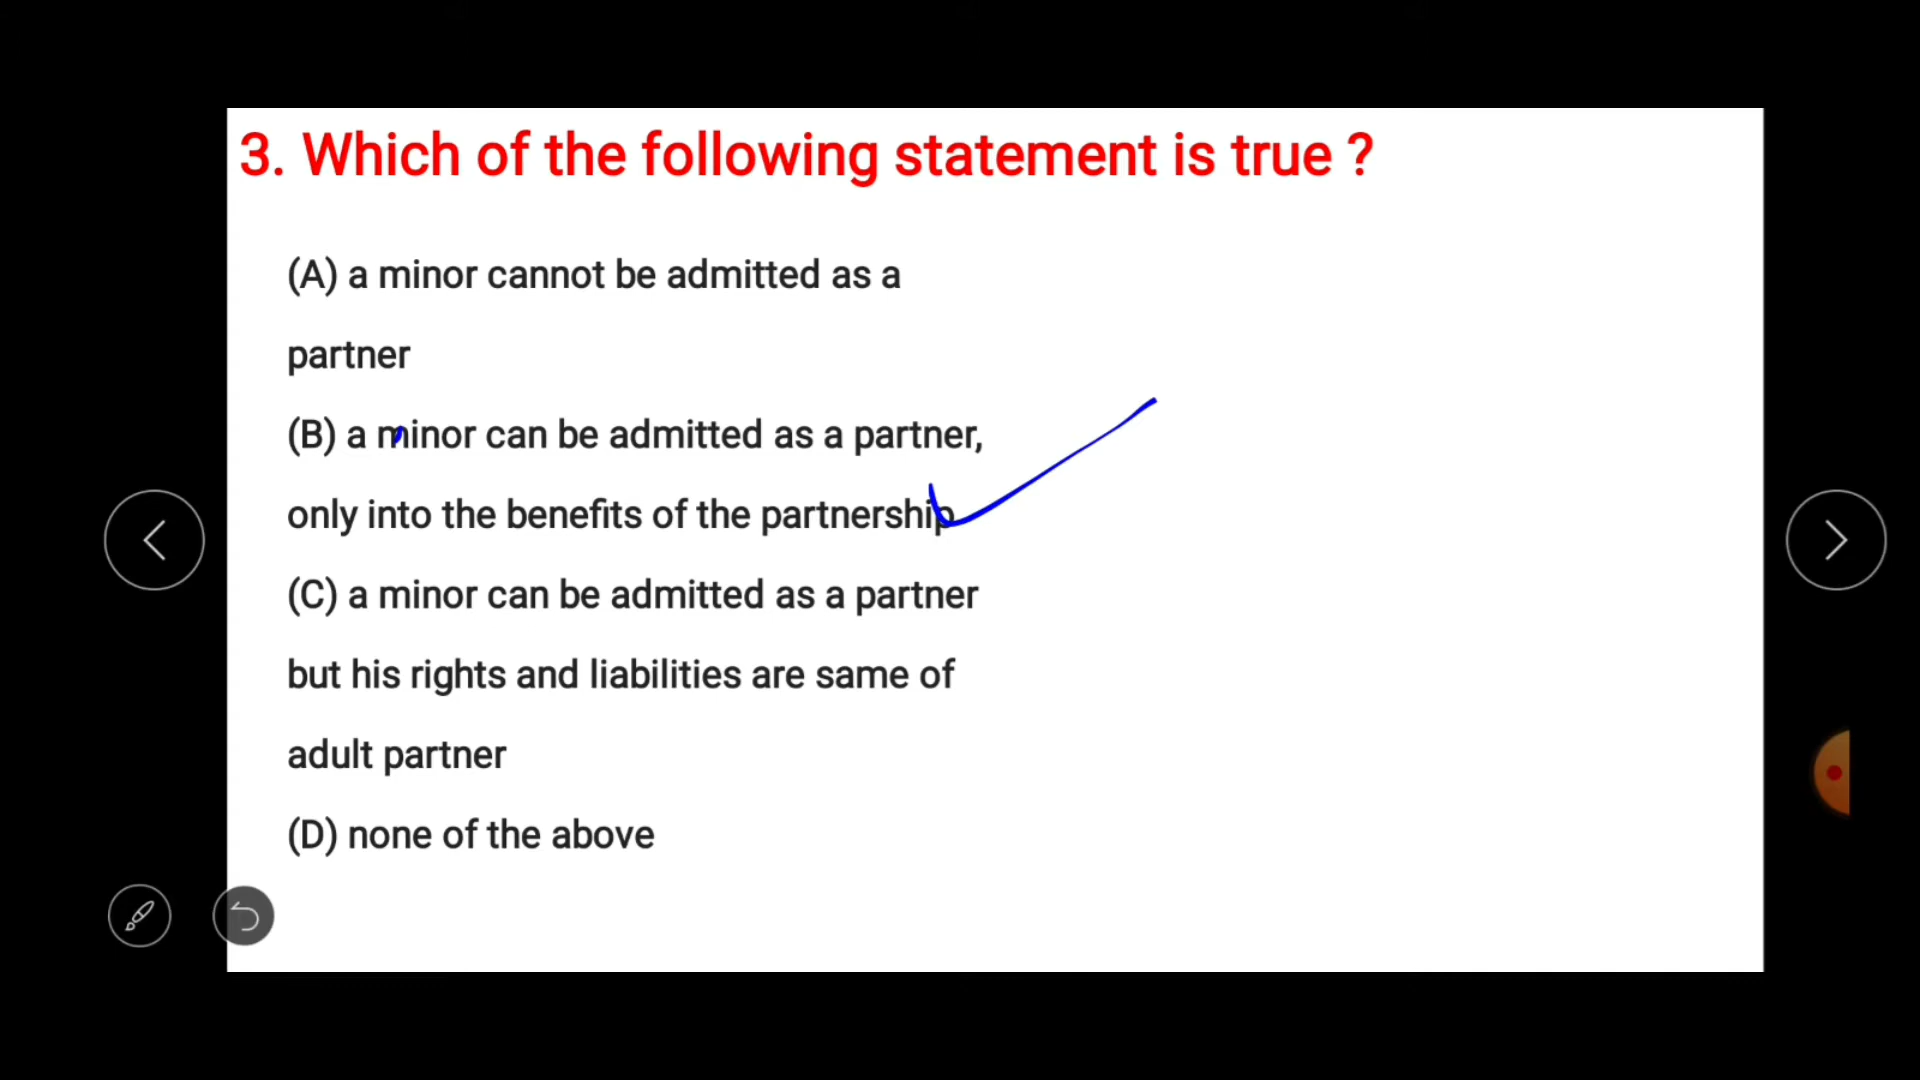 3. Which of the following statement is true ?
(A) a minor cannot be admitted as a
partner
(B) a minor can be admitted as a partner,
only into the benefits of the partnership
(C) a minor can be admitted as a partner
but his rights and liabilities are same of
adult partner
(D) none of the above